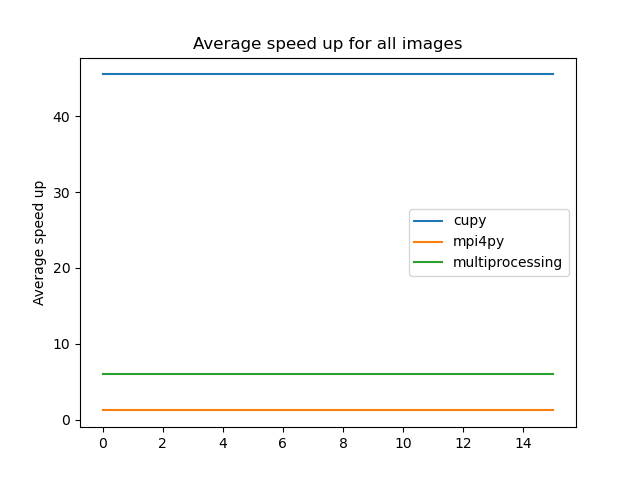 Average speed up for all images
Average speed up
40
30
20
10
0
cupy
mpi4py
multiprocessing
0 2 4 6 8 10 12 14